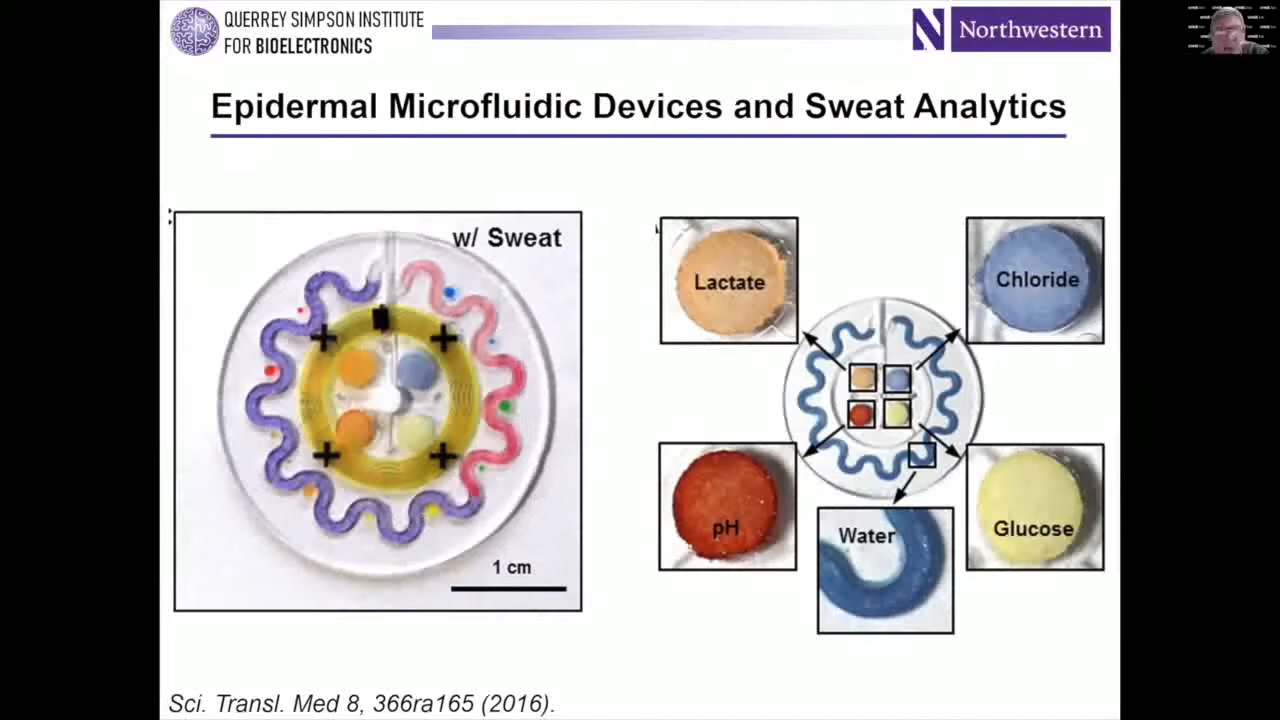 QUERREY SIMPSON INSTITUTE
FOR BIOELECTRONICS
N Northwestern
Epidermal Microfluidic Devices and Sweat Analytics
w/ Sweat
1 cm
Lactate
Chloride
pH
Water
Glucose
Sci. Transl. Med 8, 366ra165 (2016).